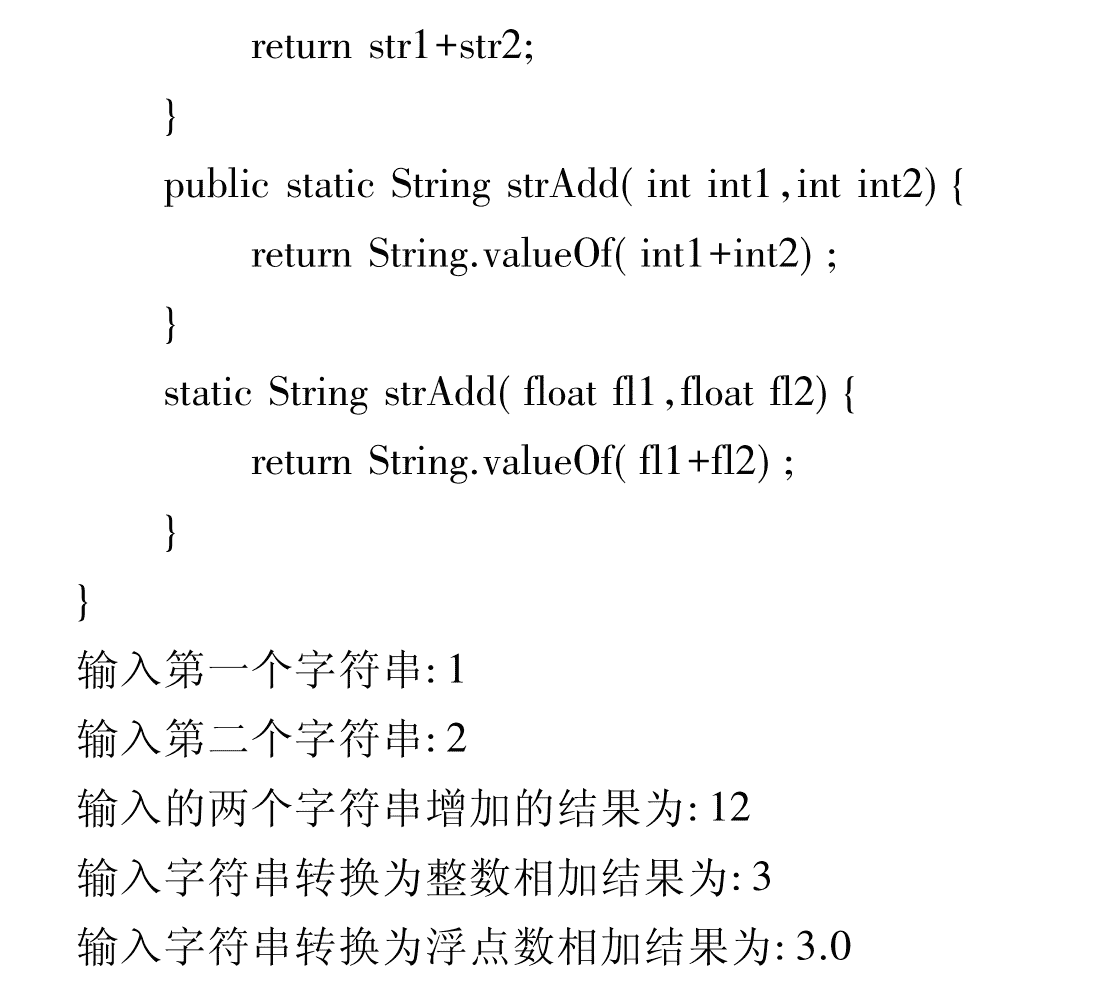 return str1+str2;
}
public static String strAdd( int int1 ,int int2) {
return String.valueOf( int1+int2) ;
}
static String strAdd( float fl1 ,float fl2) {
return String.valueOf( fl1+fl2) ;
}
}
输入第一个字符串: 1
输入第二个字符串: 2
输入的两个字符串增加的结果为: 12
输入字符串转换为整数相加结果为: 3
输入字符串转换为浮点数相加结果为: 3.0